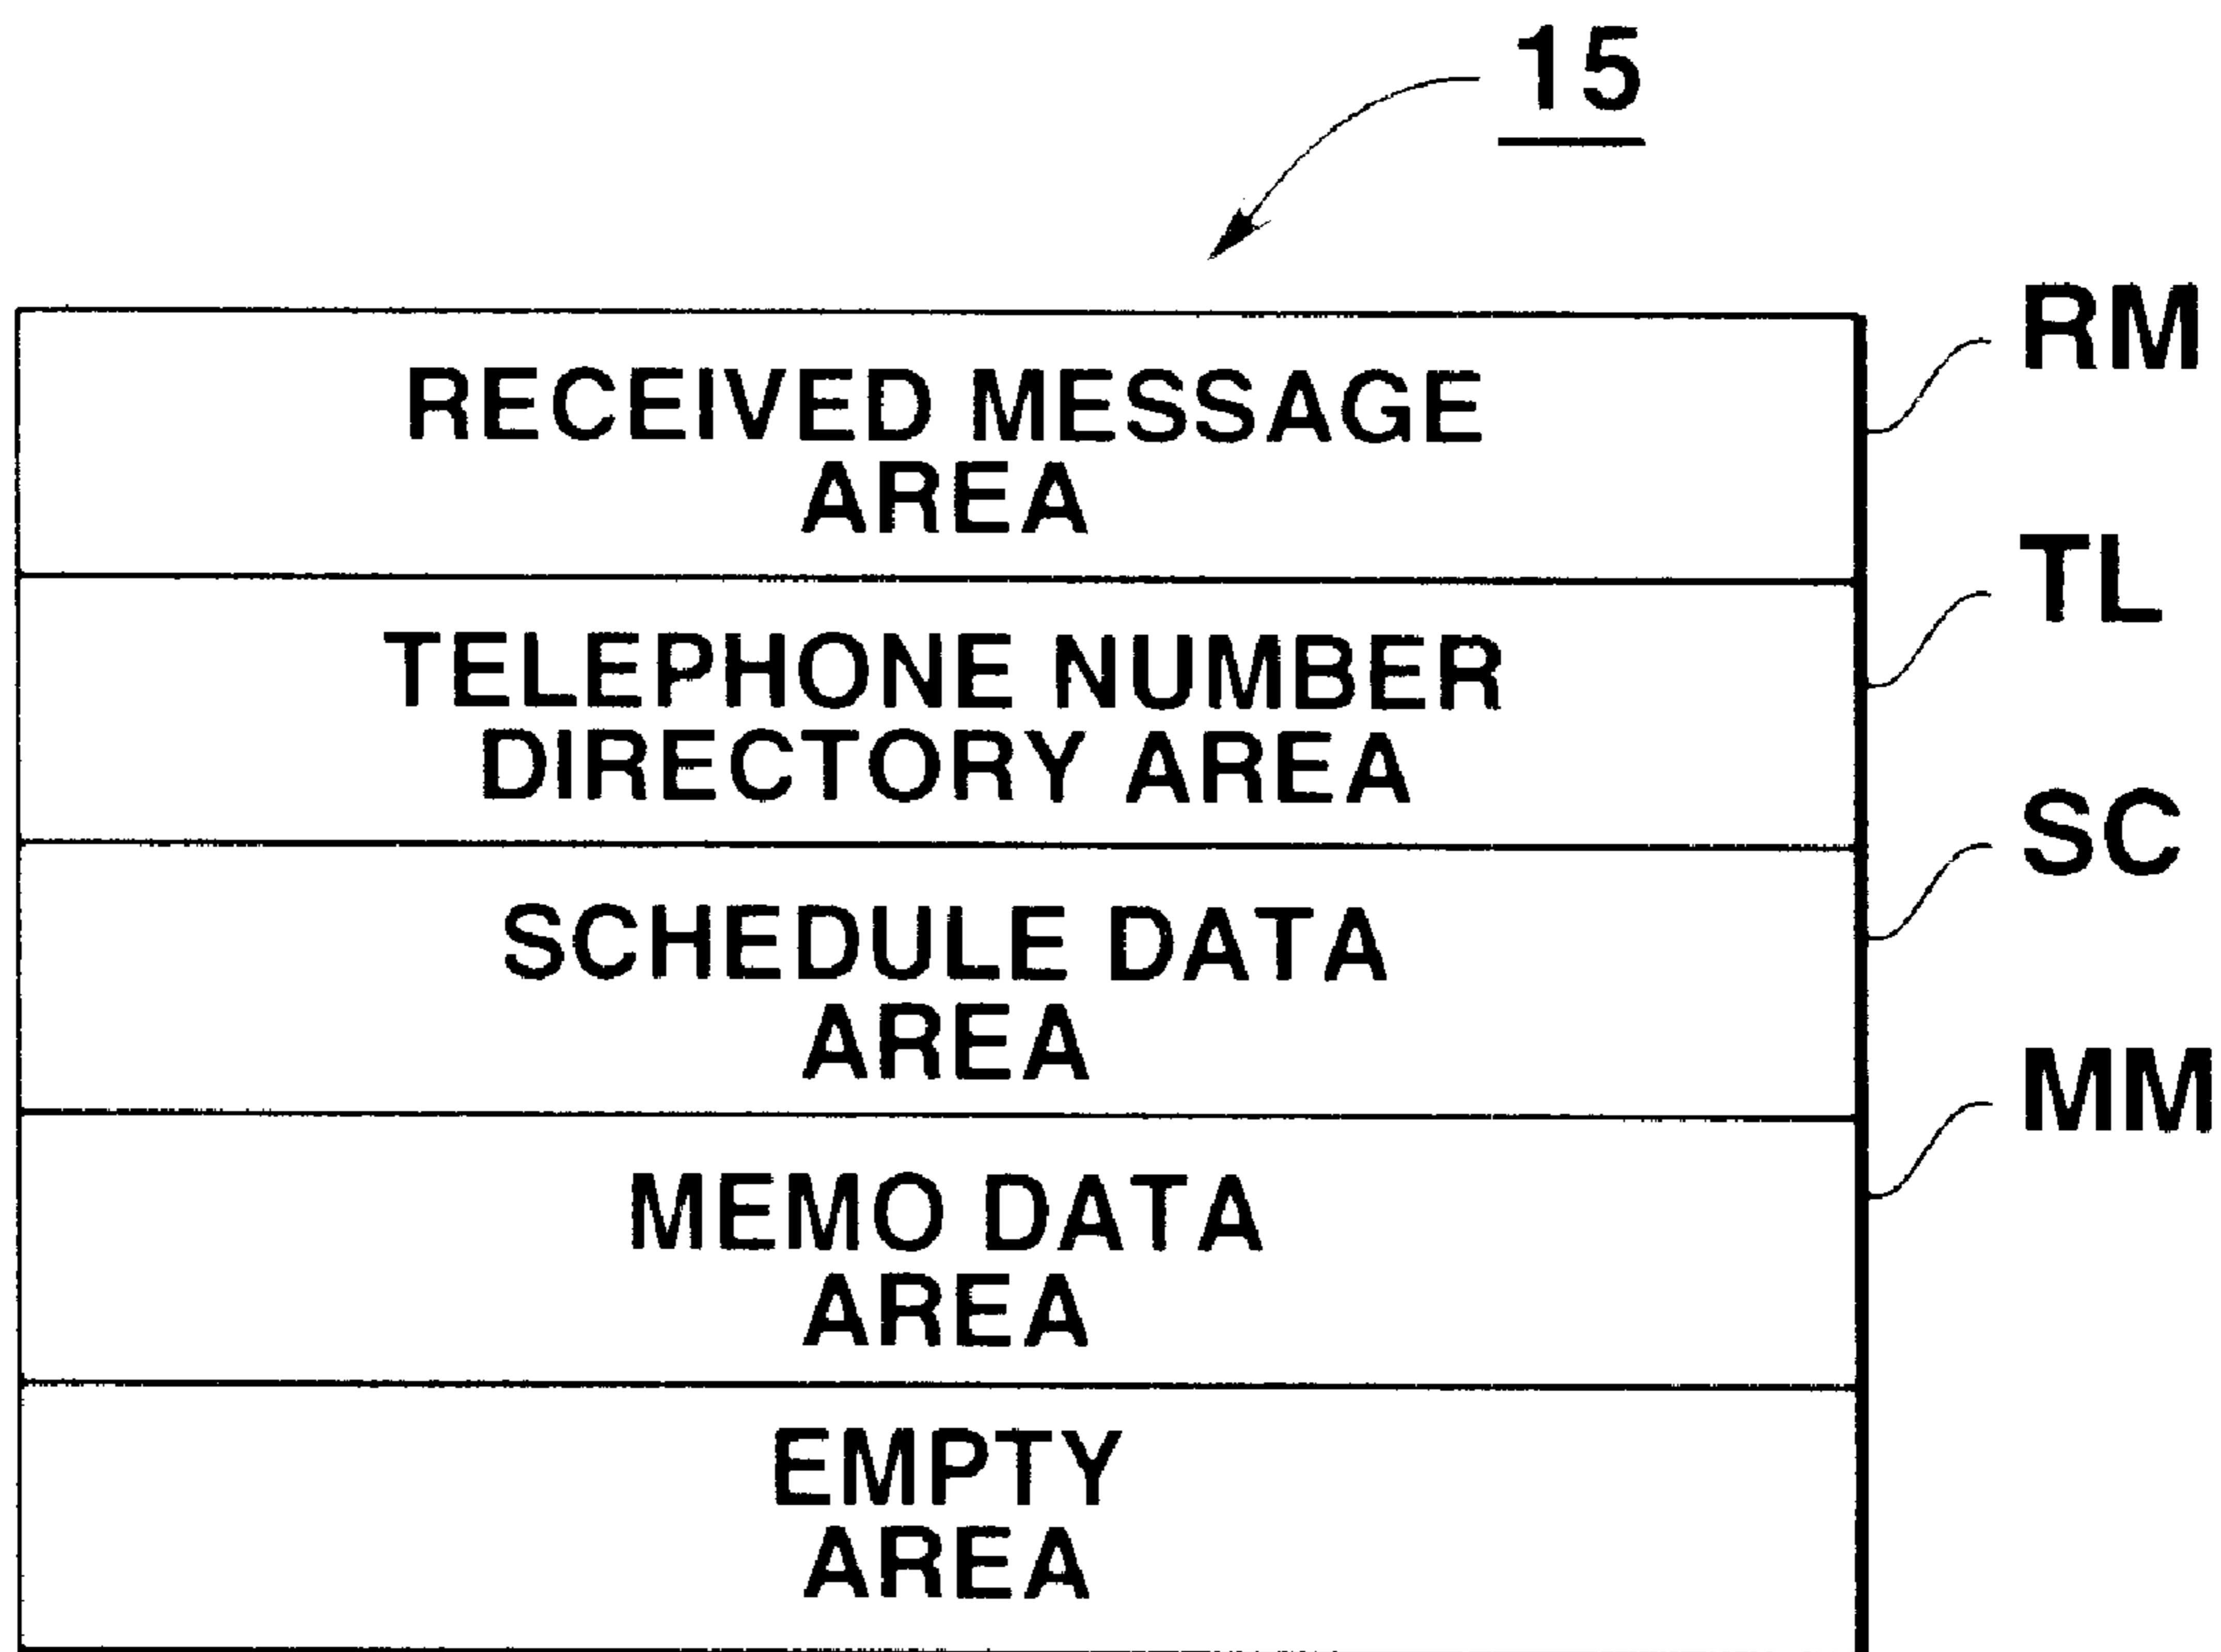 15
RM
RECEIVED MESSAGE
AREA
TL
TELEPHONE NUMBER
DIRECTORY AREA
SC
SCHEDULE DATA
AREA
MM
MEMO DATA
AREA
EMPTY
AREA